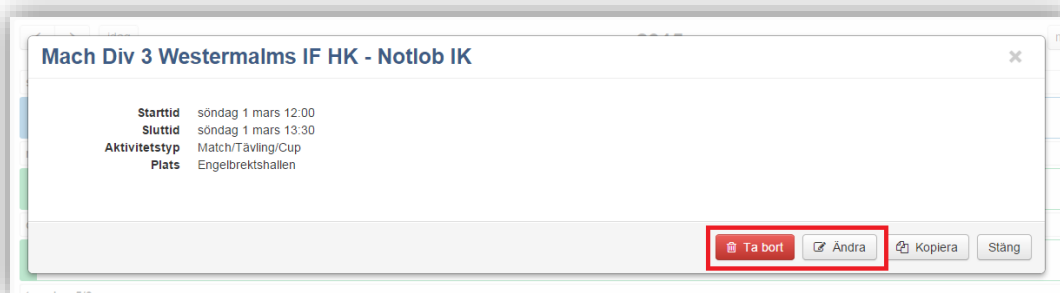 Mach Div 3 Westermalms IF HK - Notlob IK ×
Starttid söndag 1 mars 12:00
Sluttid söndag 1 mars 13:30
Aktivitetstyp Match/Tävling/Cup
Plats Engelbrektshallen
Ta bort Ändra Kopiera Stäng